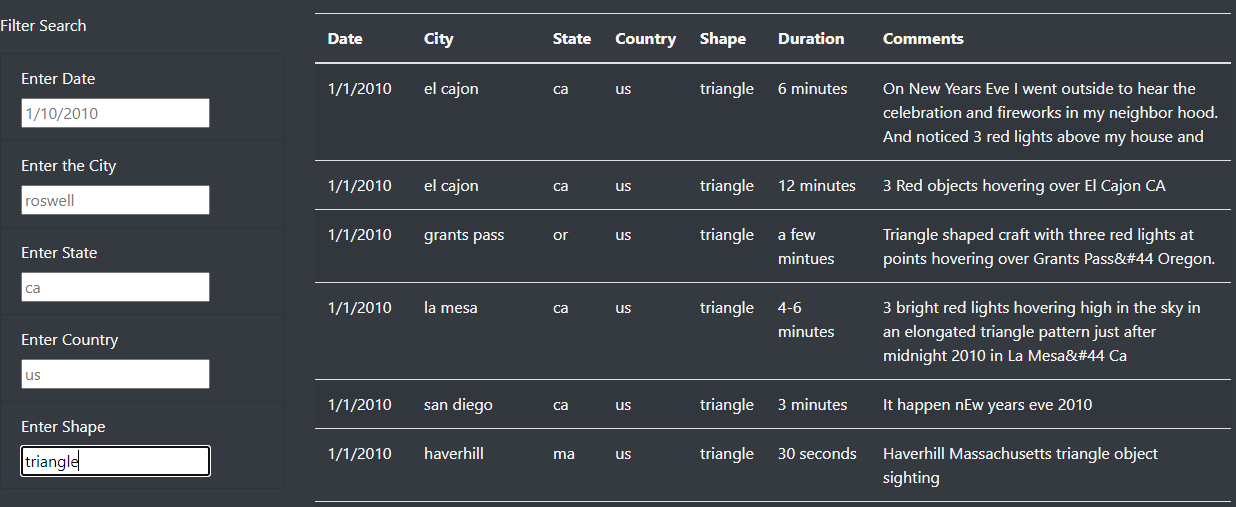 Filter Search
Enter Date
1/10/2010
Enter the City
roswell
Enter State
ca
Enter Country
us
Enter Shape
triangle
Date City State Country Shape Duration Comments
1/1/2010 el cajon ca us triangle 6 minutes On New Years Eve I went outside to hear the
celebration and fireworks in my neighbor hood.
And noticed 3 red lights above my house and
1/1/2010 el cajon ca us triangle 12 minutes 3 Red objects hovering over El Cajon CA
1/1/2010 grants pass or us triangle a few Triangle shaped craft with three red lights at
mintues points hovering over Grants Pass&#44 Oregon.
1/1/2010 la mesa ca us triangle 4-6 3 bright red lights hovering high in the sky in
minutes an elongated triangle pattern just after
midnight 2010 in La Mesa&#44 Ca
1/1/2010 san diego ca us triangle 3 minutes It happen nEw years eve 2010
1/1/2010 haverhill ma us triangle 30 seconds Haverhill Massachusetts triangle object
sighting